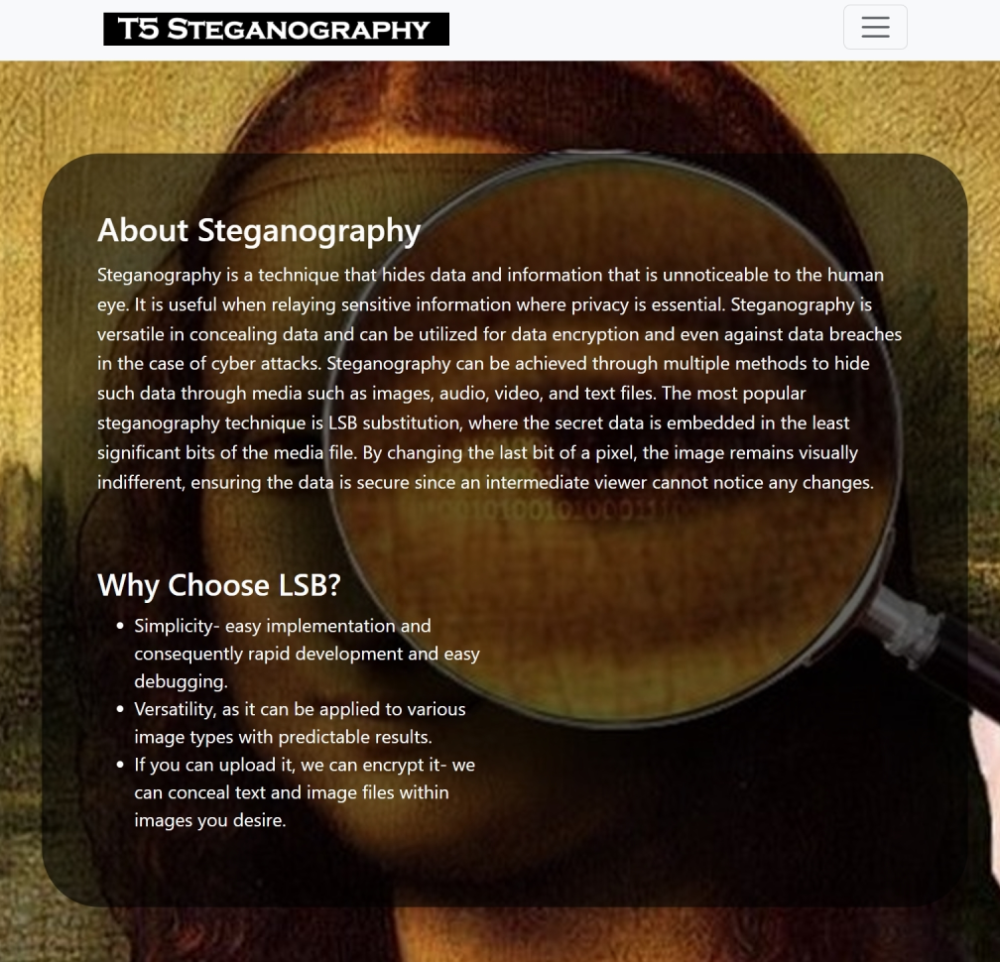 T5 STEGANOGRAPHY
About Steganography
Steganography is a technique that hides data and information that is unnoticeable to the human
eye. It is useful when relaying sensitive information where privacy is essential. Steganography is
versatile in concealing data and can be utilized for data encryption and even against data breaches
in the case of cyber attacks. Steganography can be achieved through multiple methods to hide
such data through media such as images, audio, video, and text files. The most popular
steganography technique is LSB substitution, where the secret data is embedded in the least
significant bits of the media file. By changing the last bit of a pixel, the image remains visually
indifferent, ensuring the data is secure since an intermediate viewer cannot notice any changes.
Why Choose LSB?
• Simplicity- easy implementation and
consequently rapid development and easy
debugging.
• Versatility, as it can be applied to various
image types with predictable results.
• If you can upload it, we can encrypt it- we
can conceal text and image files within
images you desire.